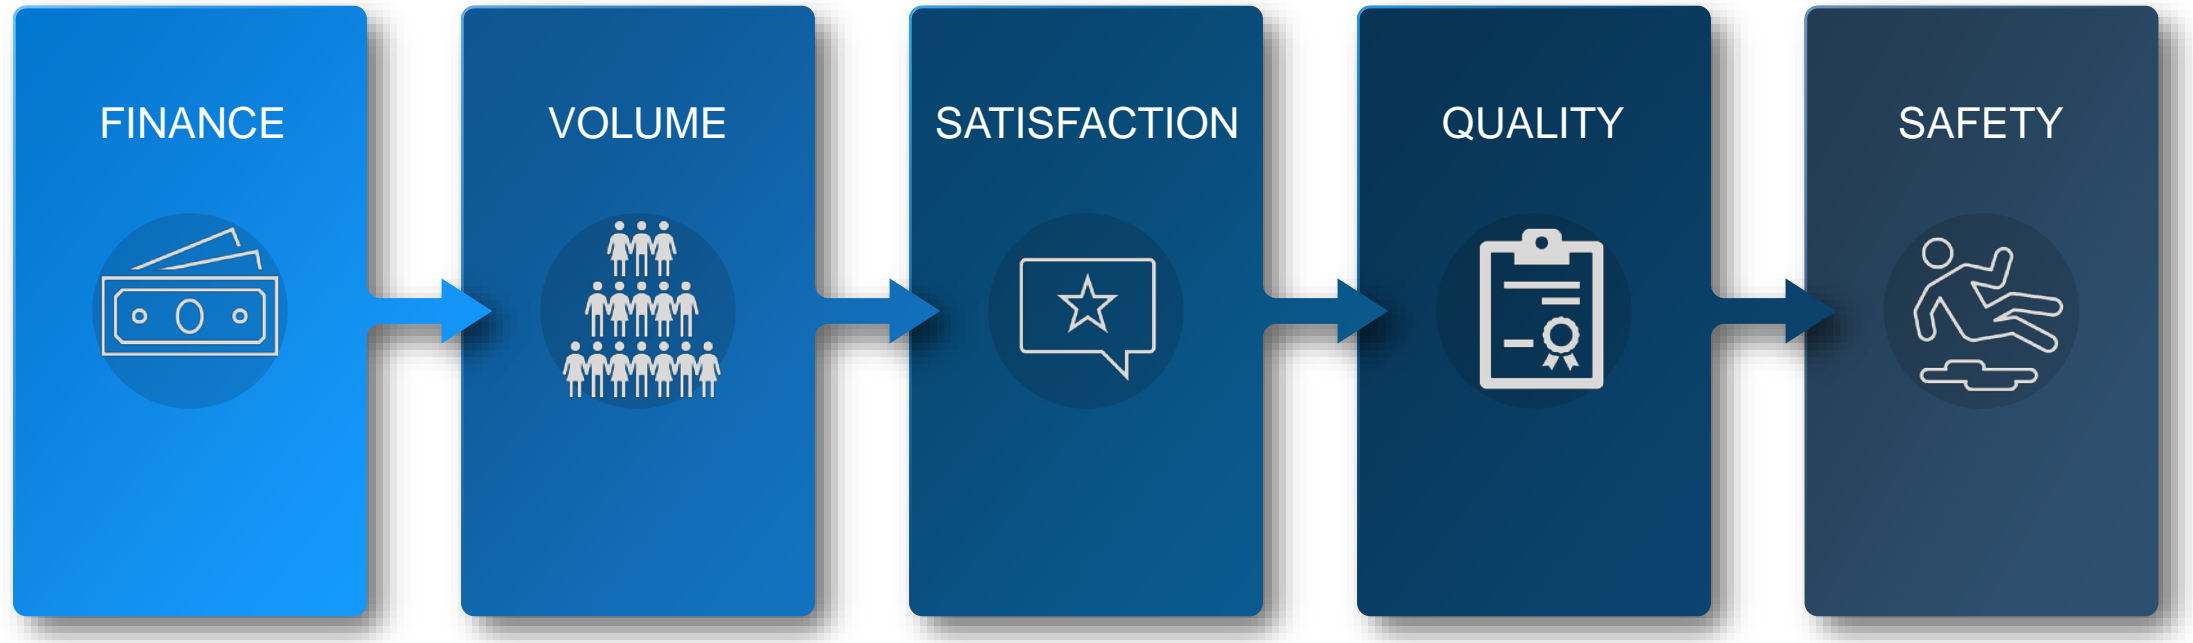 FINANCE
VOLUME
SATISFACTION
QUALITY
SAFETY